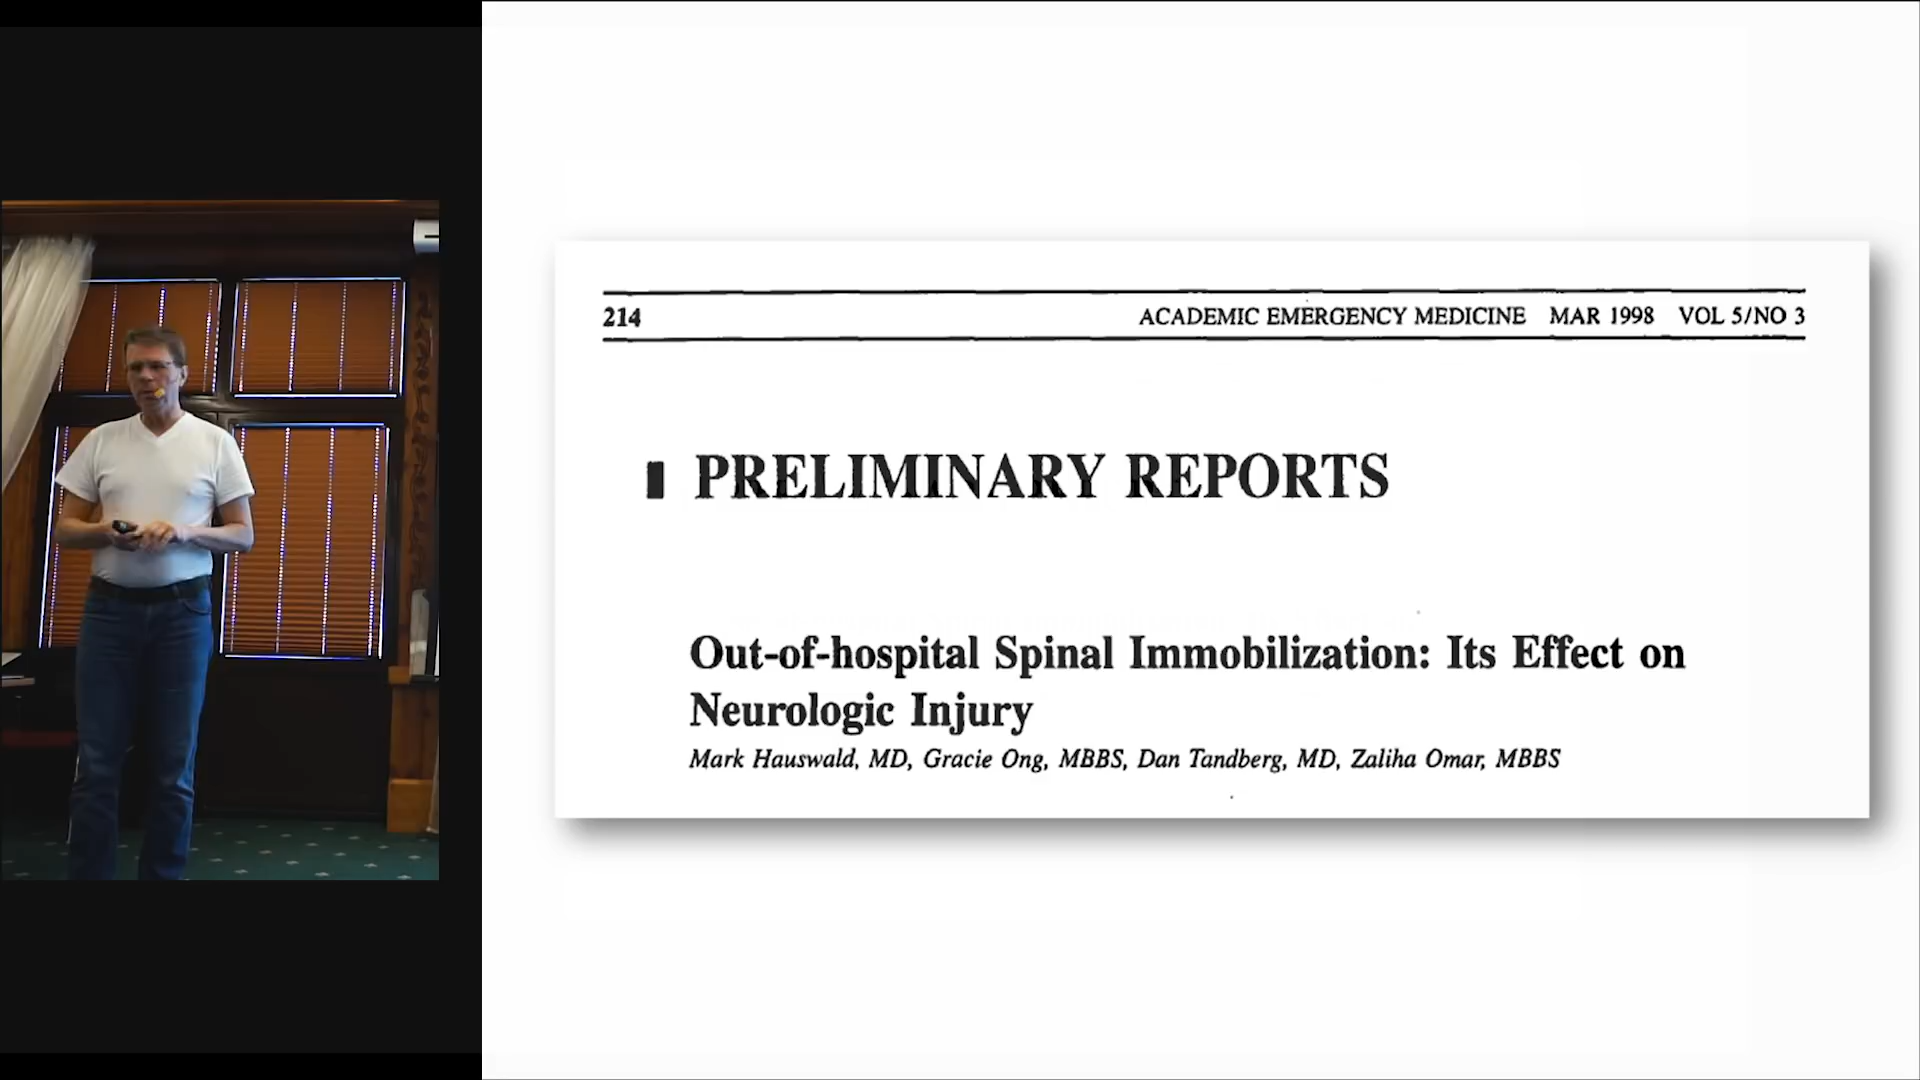 214 ACADEMIC EMERGENCY MEDICINE MAR 1998 VOL 5/NO 3
PRELIMINARY REPORTS
Out-of-hospital Spinal Immobilization: Its Effect on
Neurologic Injury
Mark Hauswald, MD, Gracie Ong, MBBS, Dan Tandberg, MD, Zaliha Omar, MBBS